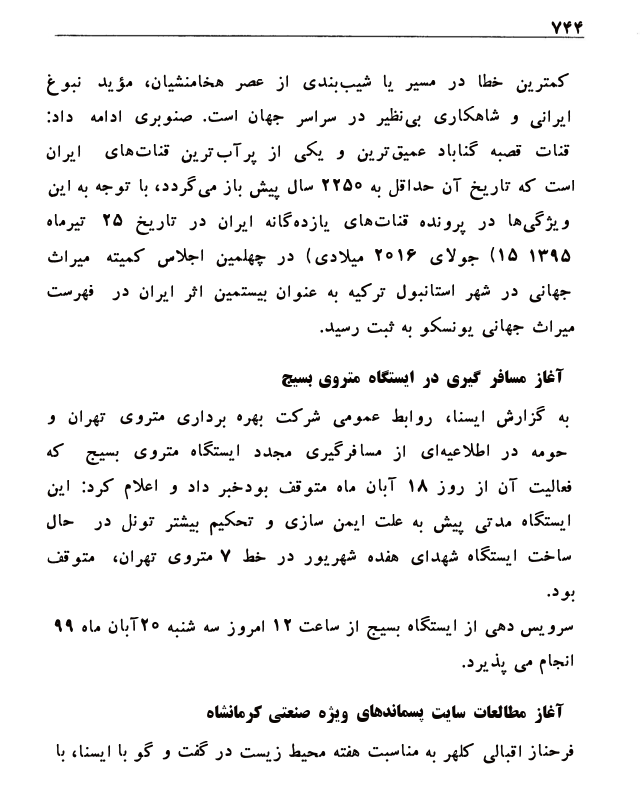 ۷۴۴
کمترین خطا در مسیر یا شیب‌بندی از عصر هخامنشیان، مؤید نبوغ
ایرانی و شاهکاری بی‌نظیر در سراسر جهان است. صنوبری ادامه داد:
قنات قصبه گناباد عمیق‌ترین و یکی از پرآب‌ترین قنات‌های ایران
است که تاریخ آن حداقل به ۲۲۵۰ سال پیش باز می‌گردد، با توجه به این
ویژگی‌ها در پرونده قنات‌های یازده‌گانه ایران در تاریخ ۲۵ تیرماه
۱۳۹۵ ۱۵) جولای ۲۰۱۶ میلادی) در چهلمین اجلاس کمیته میراث
جهانی در شهر استانبول ترکیه به عنوان بیستمین اثر ایران در فهرست
میراث جهانی یونسکو به ثبت رسید.
آغاز مسافر گیری در ایستگاه متروی بسیج
به گزارش ایسنا، روابط عمومی شرکت بهره برداری متروی تهران و
حومه در اطلاعیه‌ای از مسافرگیری مجدد ایستگاه متروی بسیج که
فعالیت آن از روز ۱۸ آبان ماه متوقف بودخبر داد و اعلام کرد: این
ایستگاه مدتی پیش به علت ایمن سازی و تحکیم بیشتر تونل در حال
ساخت ایستگاه شهدای هفده شهریور در خط ۷ متروی تهران، متوقف
بود.
سرویس دهی از ایستگاه بسیج از ساعت ۱۲ امروز سه شنبه ۲۰آبان ماه ۹۹
انجام می پذیرد.
آغاز مطالعات سایت پسماندهای ویژه صنعتی کرمانشاه
فرحناز اقبالی کلهر به مناسبت هفته محیط زیست در گفت و گو با ایسنا، با